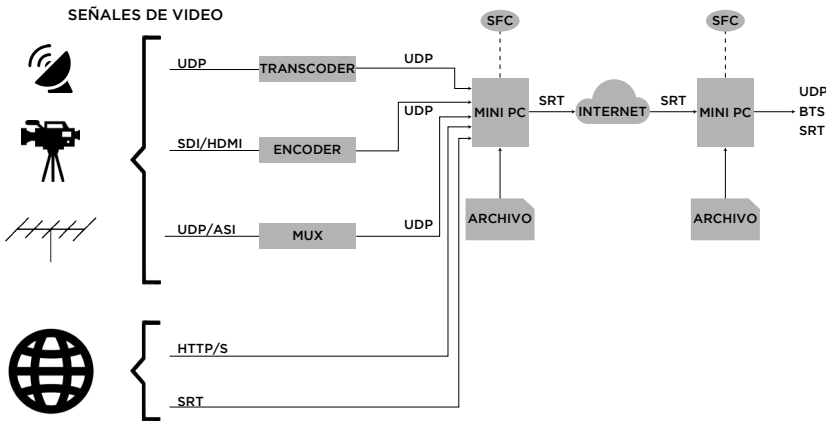 SEÑALES DE VIDEO
SFC
SFC
UDP
TRANSCODER
UDP
MINI PC
SRT
INTERNET
SRT
MINI PC
UDP
BTS
SRT
UDP
SDI/HDMI
ENCODER
ARCHIVO
ARCHIVO
UDP/ASI
MUX
UDP
HTTP/S
SRT